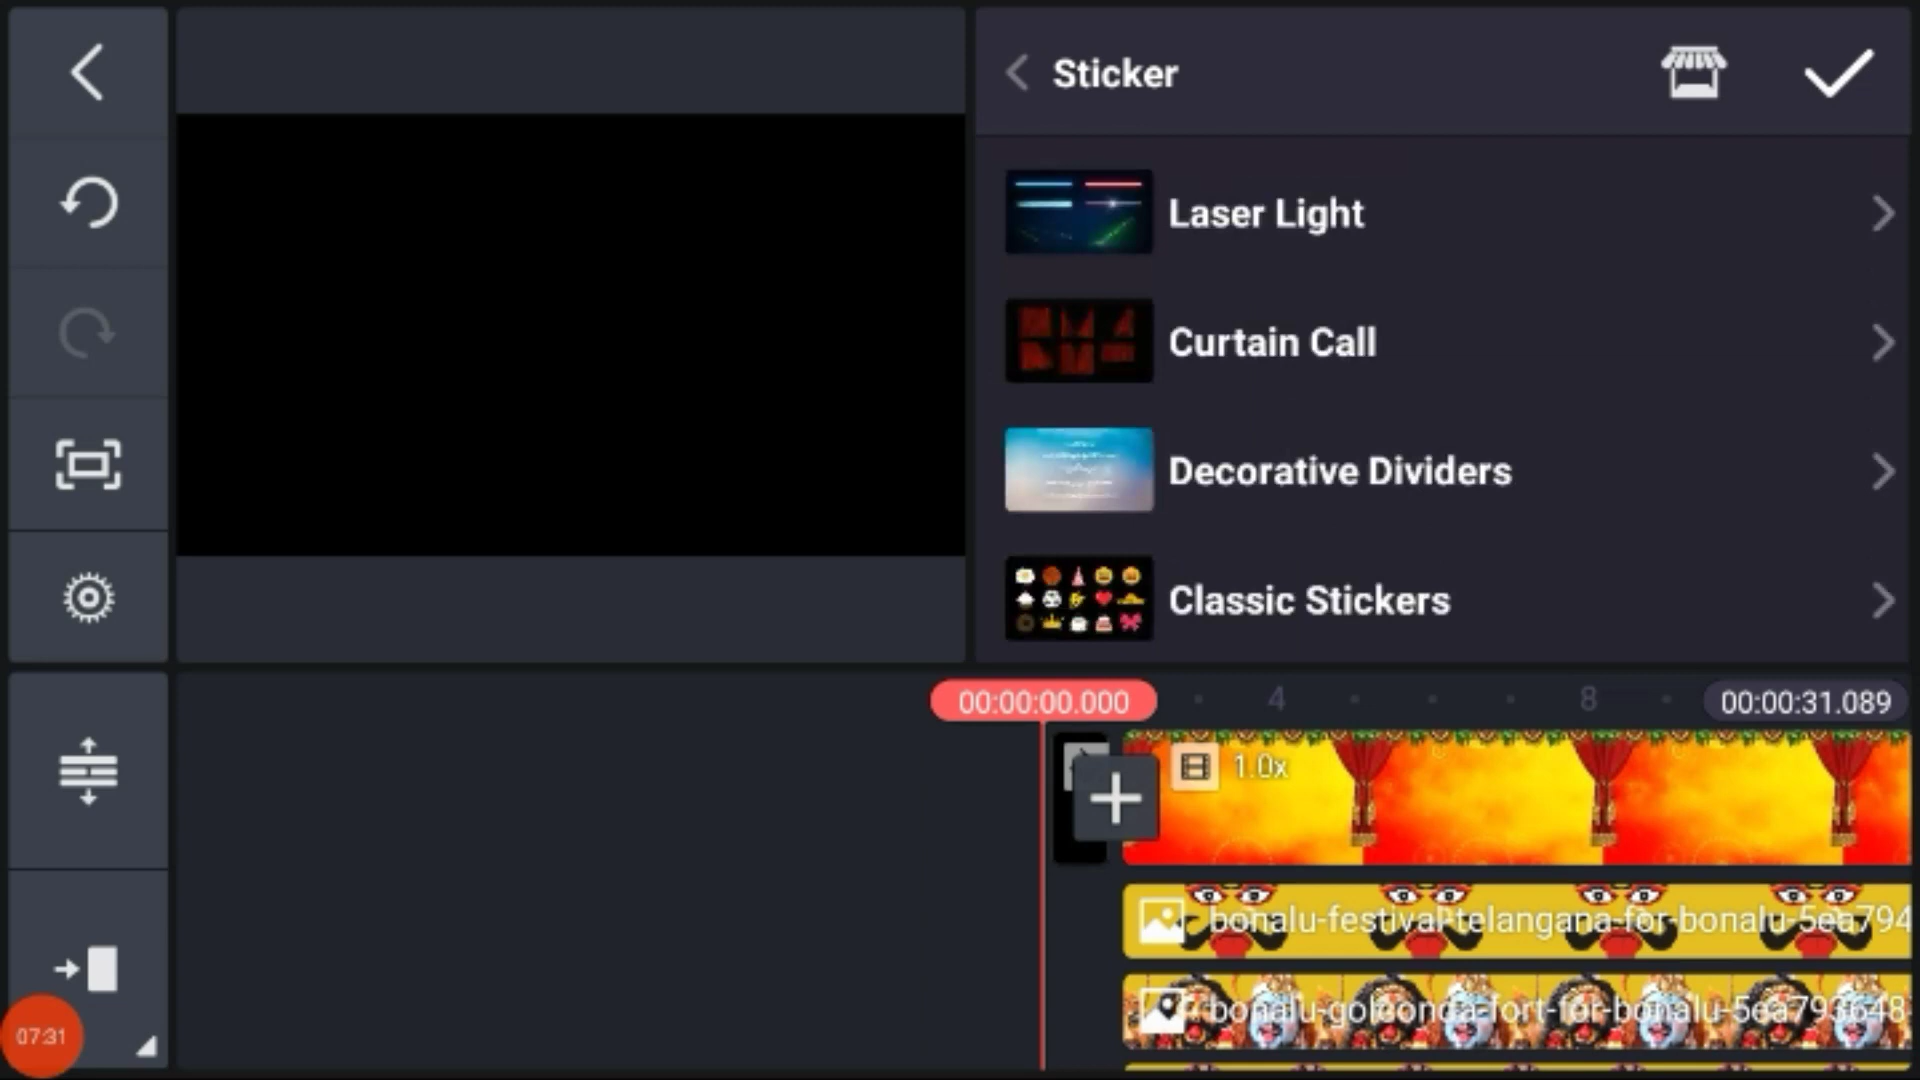 Sticker
Laser Light
Curtain Call
Decorative Dividers
Classic Stickers
00:00:00.000
4
8
00:00:31.089
1.0x
bonalu-festival-telangana-for-bonalu-5ea794
bonalu-golconda-fort-for-bonalu-5ea793648
07:31